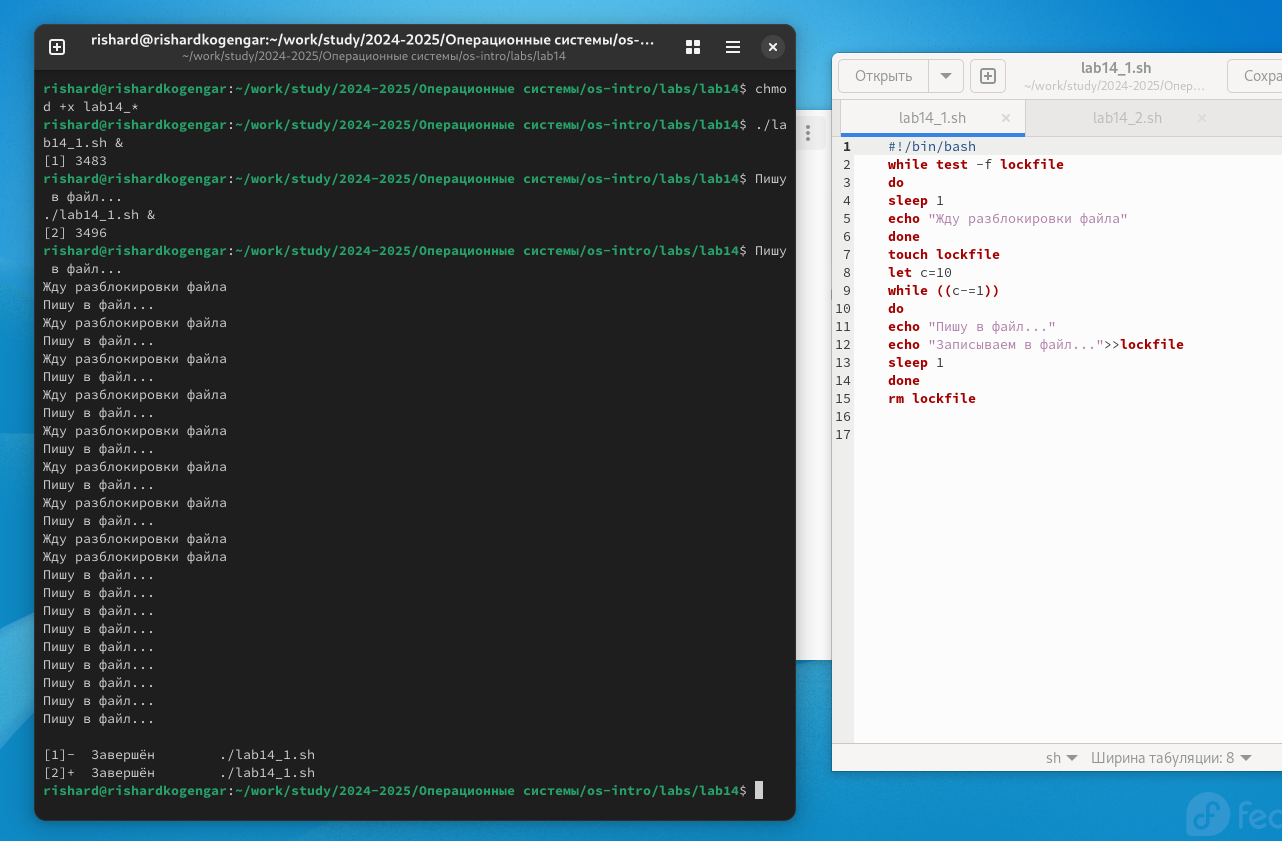 rishard@rishardkogengar:~/work/study/2024-2025/Операционные системы/os-...
~/work/study/2024-2025/Операционные системы/os-intro/labs/lab14
rishard@rishardkogengar:~/work/study/2024-2025/Операционные системы/os-intro/labs/lab14$ chmo
d +x lab14_*
rishard@rishardkogengar:~/work/study/2024-2025/Операционные системы/os-intro/labs/lab14$ ./la
b14_1.sh &
[1] 3483
rishard@rishardkogengar:~/work/study/2024-2025/Операционные системы/os-intro/labs/lab14$ Пишу
 в файл...
./lab14_1.sh &
[2] 3496
rishard@rishardkogengar:~/work/study/2024-2025/Операционные системы/os-intro/labs/lab14$ Пишу
 в файл...
Жду разблокировки файла
Пишу в файл...
Жду разблокировки файла
Пишу в файл...
Жду разблокировки файла
Пишу в файл...
Жду разблокировки файла
Пишу в файл...
Жду разблокировки файла
Пишу в файл...
Жду разблокировки файла
Пишу в файл...
Жду разблокировки файла
Пишу в файл...
Жду разблокировки файла
Жду разблокировки файла
Пишу в файл...
Пишу в файл...
Пишу в файл...
Пишу в файл...
Пишу в файл...
Пишу в файл...
Пишу в файл...
Пишу в файл...
Пишу в файл...
[1]-  Завершён        ./lab14_1.sh
[2]+  Завершён        ./lab14_1.sh
rishard@rishardkogengar:~/work/study/2024-2025/Операционные системы/os-intro/labs/lab14$
Открыть
lab14_1.sh
~/work/study/2024-2025/Опер...
Сохра
lab14_1.sh
lab14_2.sh
1 #!/bin/bash
2 while test -f lockfile
3 do
4 sleep 1
5 echo "Жду разблокировки файла"
6 done
7 touch lockfile
8 let c=10
9 while ((c-=1))
10 do
11 echo "Пишу в файл..."
12 echo "Записываем в файл...">>lockfile
13 sleep 1
14 done
15 rm lockfile
16
17
sh Ширина табуляции: 8
fed